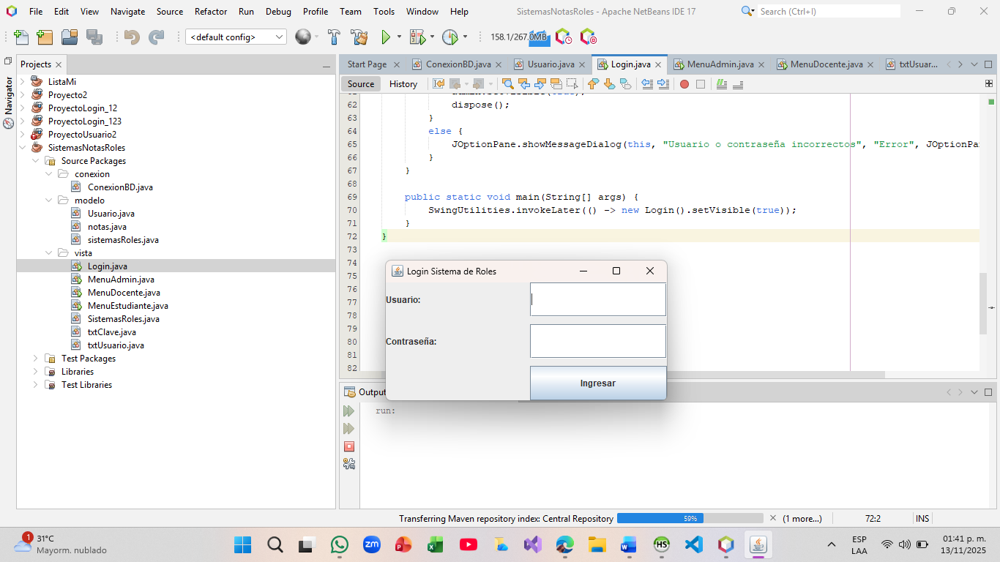 File Edit View Navigate Source Refactor Run Debug Profile Team Tools Window Help SistemasNotasRoles - Apache NetBeans IDE 17 Search (Ctrl+I)
<default config> 158.1/267.0MB
Projects
Start Page ConexionBD.java Usuario.java Login.java MenuAdmin.java MenuDocente.java txtUsuar...
Source History
Navigator
ListaMi
Proyecto2
ProyectoLogin_12
ProyectoLogin_123
ProyectoUsuario2
SistemasNotasRoles
Source Packages
conexion
ConexionBD.java
modelo
Usuario.java
notas.java
sistemasRoles.java
vista
Login.java
MenuAdmin.java
MenuDocente.java
MenuEstudiante.java
SistemasRoles.java
txtClave.java
txtUsuario.java
Test Packages
Libraries
Test Libraries
62 dispose();
63 }
64 else {
65 JOptionPane.showMessageDialog(this, "Usuario o contraseña incorrectos", "Error", JOptionPa
66 }
67 }
68
69 public static void main(String[] args) {
70 SwingUtilities.invokeLater(() -> new Login().setVisible(true));
71 }
72 }
73
74
75
76
77
78
79
80
81
82
Login Sistema de Roles
Usuario:
Contraseña:
Ingresar
Output
run:
Transferring Maven repository index: Central Repository 59% (1 more...) 72:2 INS
1
31°C
Mayorm. nublado
zm
HS
ESP
LAA
01:41 p. m.
13/11/2025